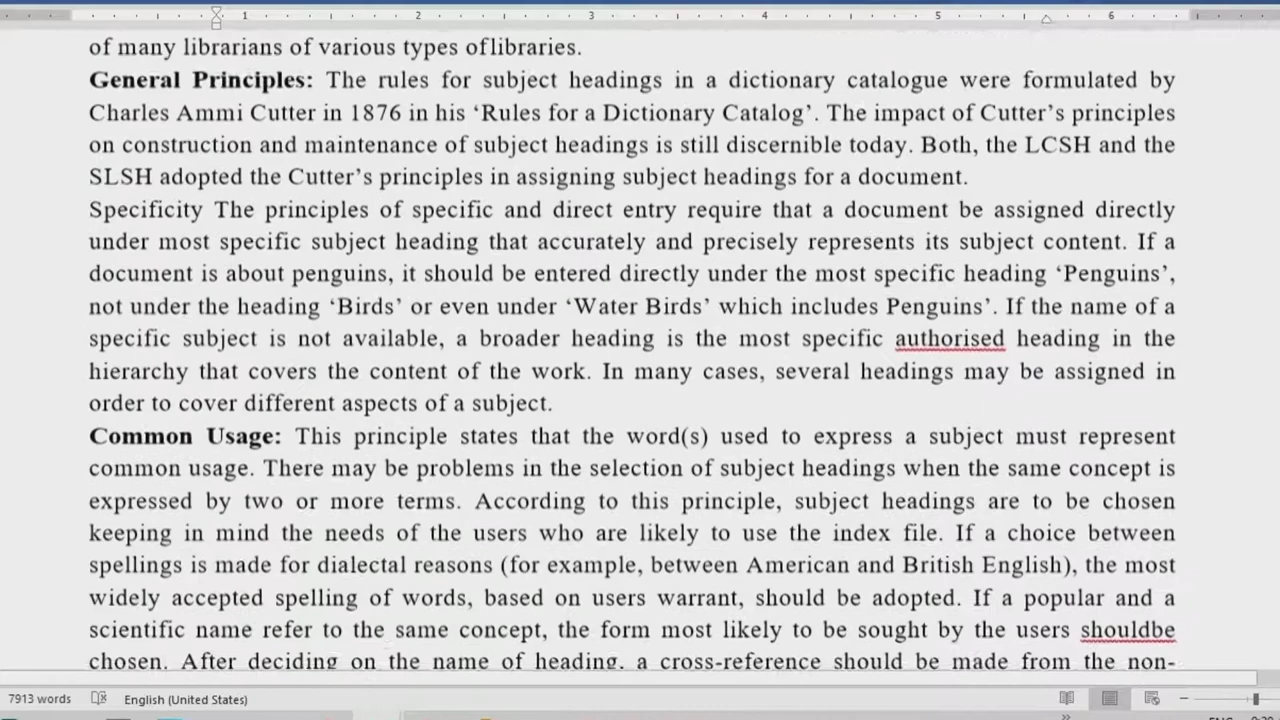 1 2 3 4 5 6
of many librarians of various types oflibraries.
General Principles: The rules for subject headings in a dictionary catalogue were formulated by
Charles Ammi Cutter in 1876 in his ‘Rules for a Dictionary Catalog’. The impact of Cutter’s principles
on construction and maintenance of subject headings is still discernible today. Both, the LCSH and the
SLSH adopted the Cutter’s principles in assigning subject headings for a document.
Specificity The principles of specific and direct entry require that a document be assigned directly
under most specific subject heading that accurately and precisely represents its subject content. If a
document is about penguins, it should be entered directly under the most specific heading ‘Penguins’,
not under the heading ‘Birds’ or even under ‘Water Birds’ which includes Penguins’. If the name of a
specific subject is not available, a broader heading is the most specific authorised heading in the
hierarchy that covers the content of the work. In many cases, several headings may be assigned in
order to cover different aspects of a subject.
Common Usage: This principle states that the word(s) used to express a subject must represent
common usage. There may be problems in the selection of subject headings when the same concept is
expressed by two or more terms. According to this principle, subject headings are to be chosen
keeping in mind the needs of the users who are likely to use the index file. If a choice between
spellings is made for dialectal reasons (for example, between American and British English), the most
widely accepted spelling of words, based on users warrant, should be adopted. If a popular and a
scientific name refer to the same concept, the form most likely to be sought by the users shouldbe
chosen. After deciding on the name of heading, a cross-reference should be made from the non-
7913 words English (United States)